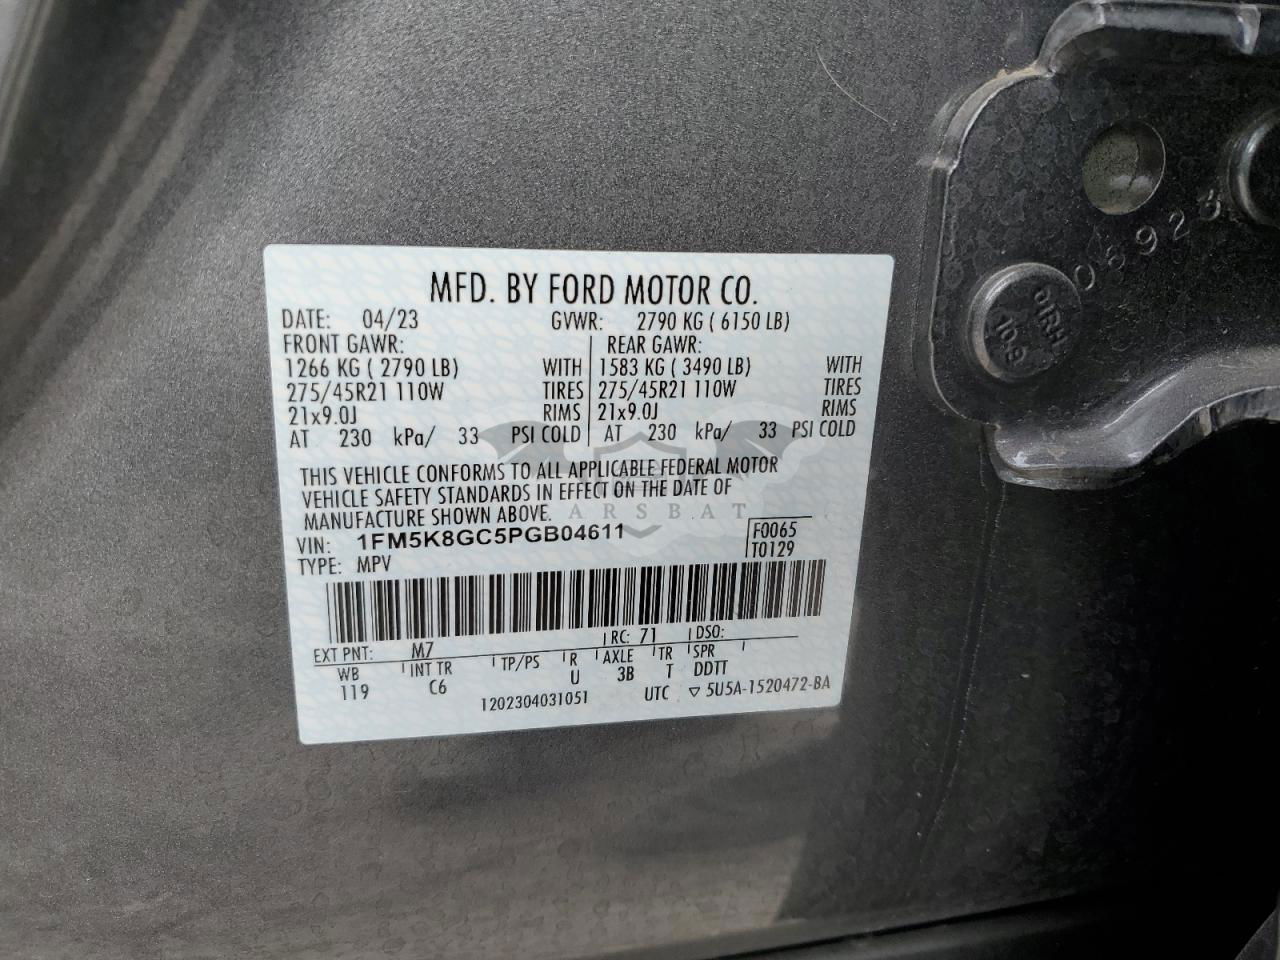 MFD. BY FORD MOTOR CO.
DATE: 04/23 GVWR: 2790 KG ( 6150 LB)
FRONT GAWR: REAR GAWR:
1266 KG ( 2790 LB) WITH 1583 KG ( 3490 LB) WITH
275/45R21 110W TIRES 275/45R21 110W TIRES
21x9.0J RIMS 21x9.0J RIMS
AT 230 kPa/ 33 PSI COLD AT 230 kPa/ 33 PSI COLD
THIS VEHICLE CONFORMS TO ALL APPLICABLE FEDERAL MOTOR
VEHICLE SAFETY STANDARDS IN EFFECT ON THE DATE OF
MANUFACTURE SHOWN ABOVE.
CARSBAT
VIN: 1FM5K8GC5PGB04611 F0065
TYPE: MPV T0129
EXT PNT: M7 RC: 71 DSO:
WB INT TR TP/PS R AXLE TR SPR
119 C6 U 3B T DDTT
1202304031051 UTC ▽ 5U5A-1520472-BA